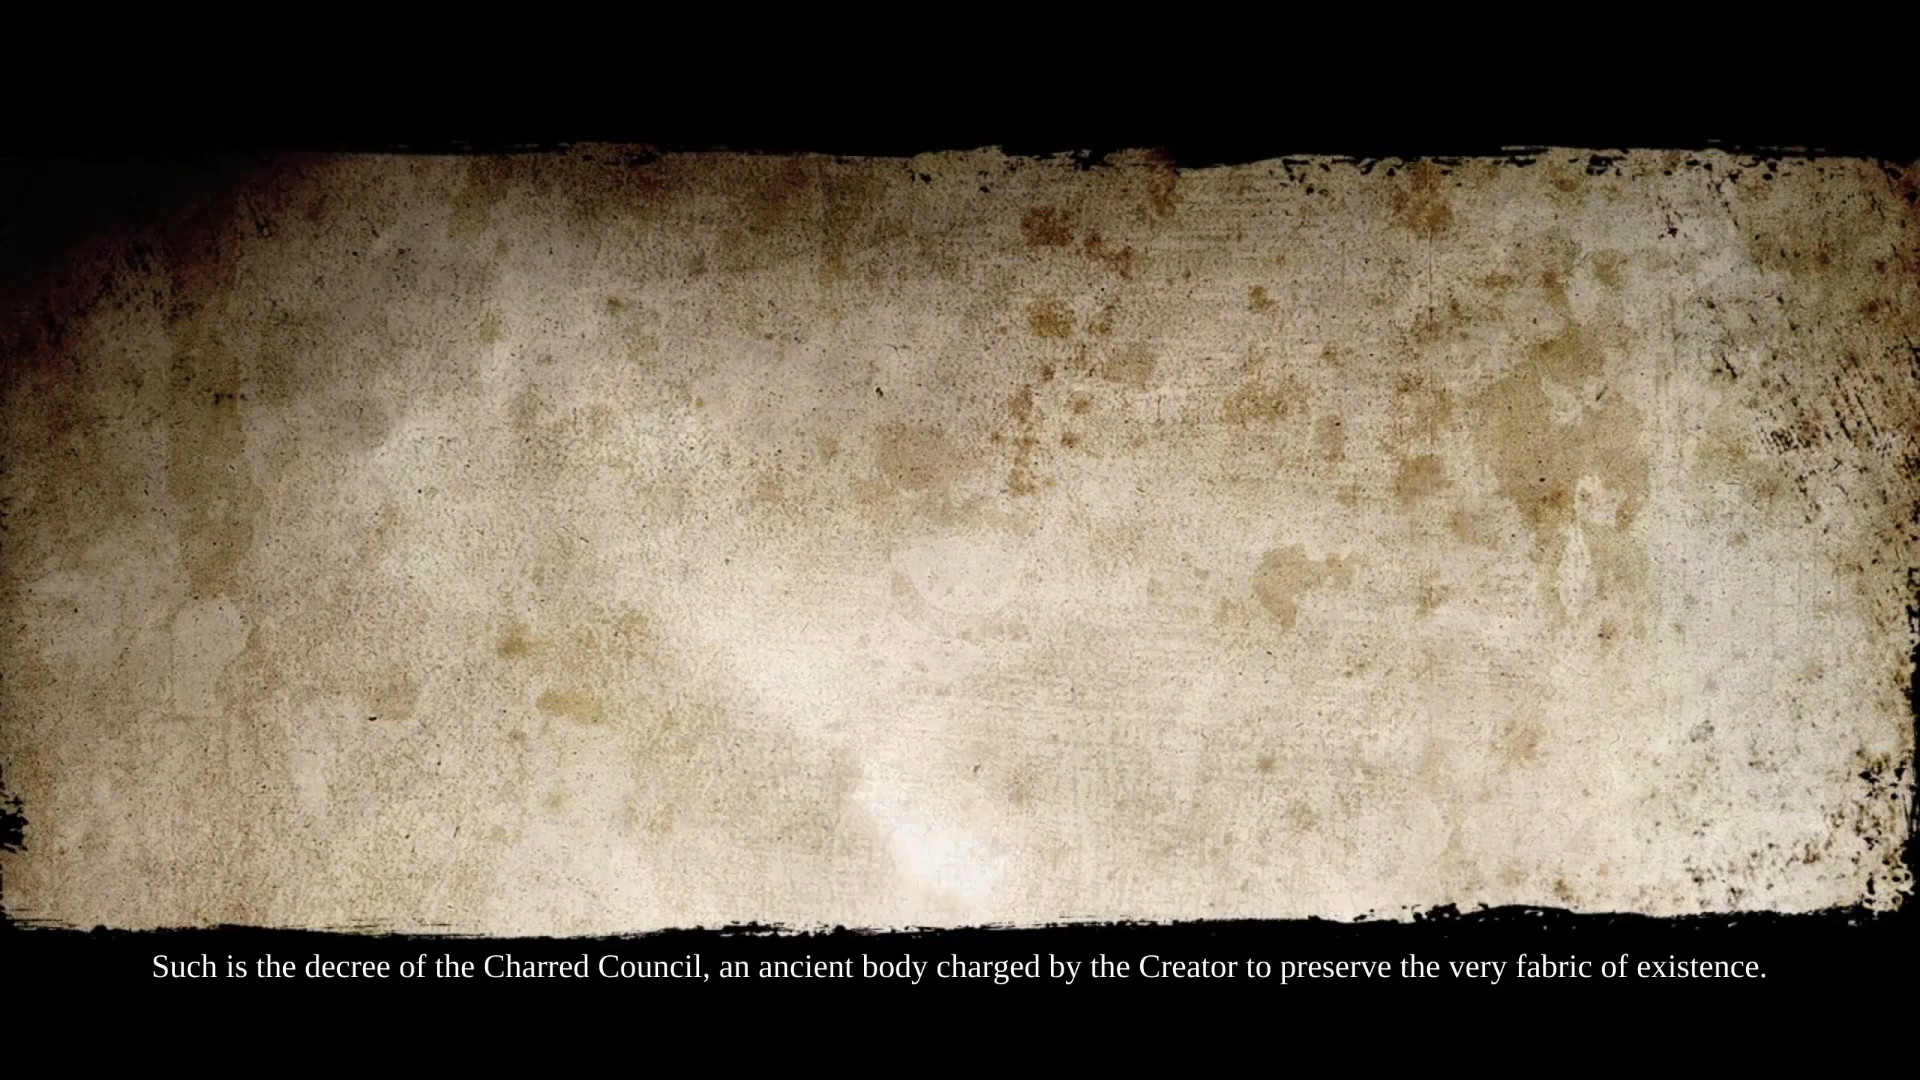 Such is the decree of the Charred Council, an ancient body charged by the Creator to preserve the very fabric of existence.